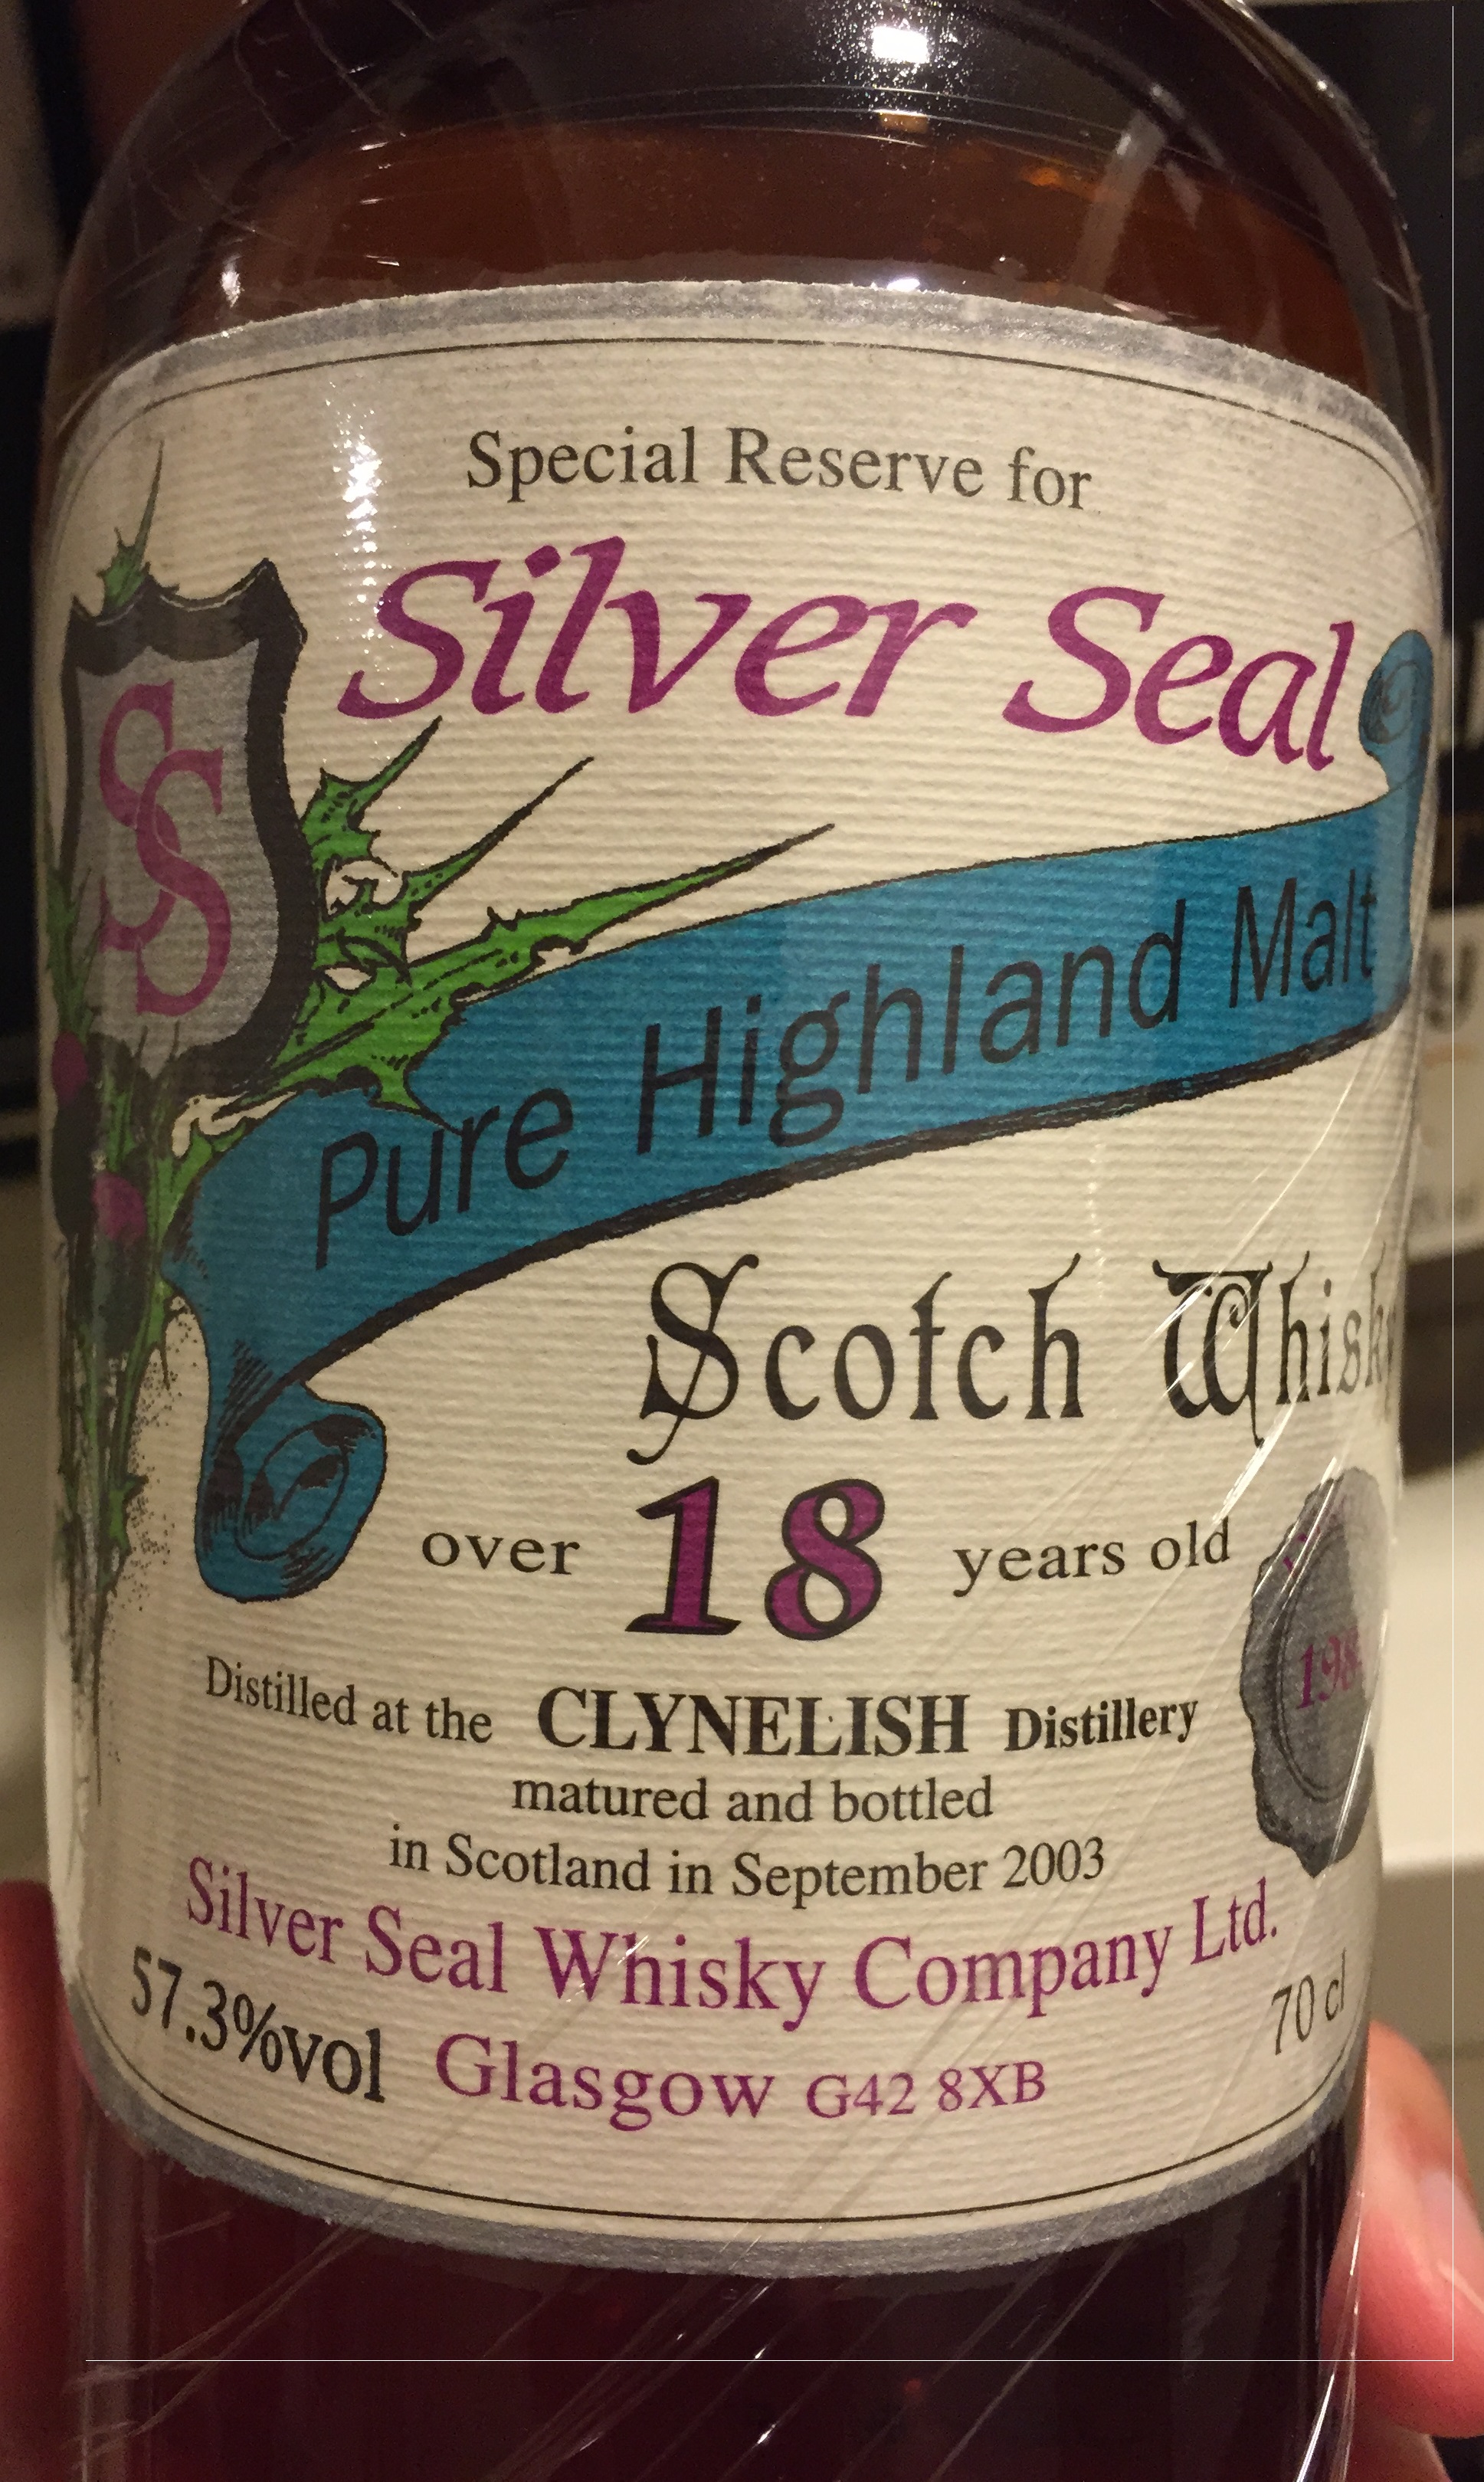 Special Reserve for
Silver Seal
SS
Pure Highland Malt
Scotch Whisky
over 18 years old
Distilled at the CLYNELISH Distillery
matured and bottled
in Scotland in September 2003
Silver Seal Whisky Company Ltd.
57.3%vol Glasgow G42 8XB 70 cl